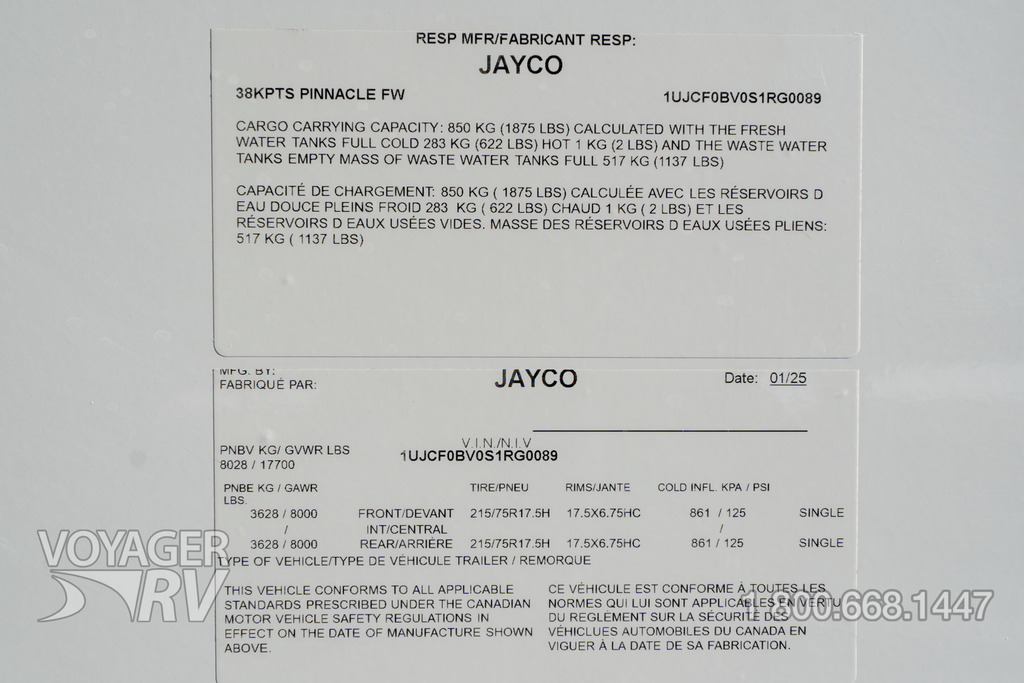 RESP MFR/FABRICANT RESP:
JAYCO
38KPTS PINNACLE FW 1UJCF0BV0S1RG0089
CARGO CARRYING CAPACITY: 850 KG (1875 LBS) CALCULATED WITH THE FRESH
WATER TANKS FULL COLD 283 KG (622 LBS) HOT 1 KG (2 LBS) AND THE WASTE WATER
TANKS EMPTY MASS OF WASTE WATER TANKS FULL 517 KG (1137 LBS)
CAPACITÉ DE CHARGEMENT: 850 KG ( 1875 LBS) CALCULÉE AVEC LES RÉSERVOIRS D
EAU DOUCE PLEINS FROID 283 KG ( 622 LBS) CHAUD 1 KG ( 2 LBS) ET LES
RÉSERVOIRS D EAUX USÉES VIDES. MASSE DES RÉSERVOIRS D EAUX USÉES PLIENS:
517 KG ( 1137 LBS)
MFG. BY:
FABRIQUÉ PAR: JAYCO Date: 01/25
V.I.N./N.I.V
PNBV KG/ GVWR LBS 1UJCF0BV0S1RG0089
8028 / 17700
PNBE KG / GAWR TIRE/PNEU RIMS/JANTE COLD INFL. KPA / PSI
LBS.
3628 / 8000 FRONT/DEVANT 215/75R17.5H 17.5X6.75HC 861 / 125 SINGLE
/ INT/CENTRAL /
3628 / 8000 REAR/ARRIÈRE 215/75R17.5H 17.5X6.75HC 861 / 125 SINGLE
TYPE OF VEHICLE/TYPE DE VÉHICULE TRAILER / REMORQUE
THIS VEHICLE CONFORMS TO ALL APPLICABLE
STANDARDS PRESCRIBED UNDER THE CANADIAN
MOTOR VEHICLE SAFETY REGULATIONS IN
EFFECT ON THE DATE OF MANUFACTURE SHOWN
ABOVE.
CE VÉHICULE EST CONFORME À TOUTES LES
NORMES QUI LUI SONT APPLICABLES EN VERTU
DU REGLÉMENT SUR LA SÉCURITÉ DES
VÉHICLUES AUTOMOBILES DU CANADA EN
VIGUER À LA DATE DE SA FABRICATION.
VOYAGER
RV
1.800.668.1447